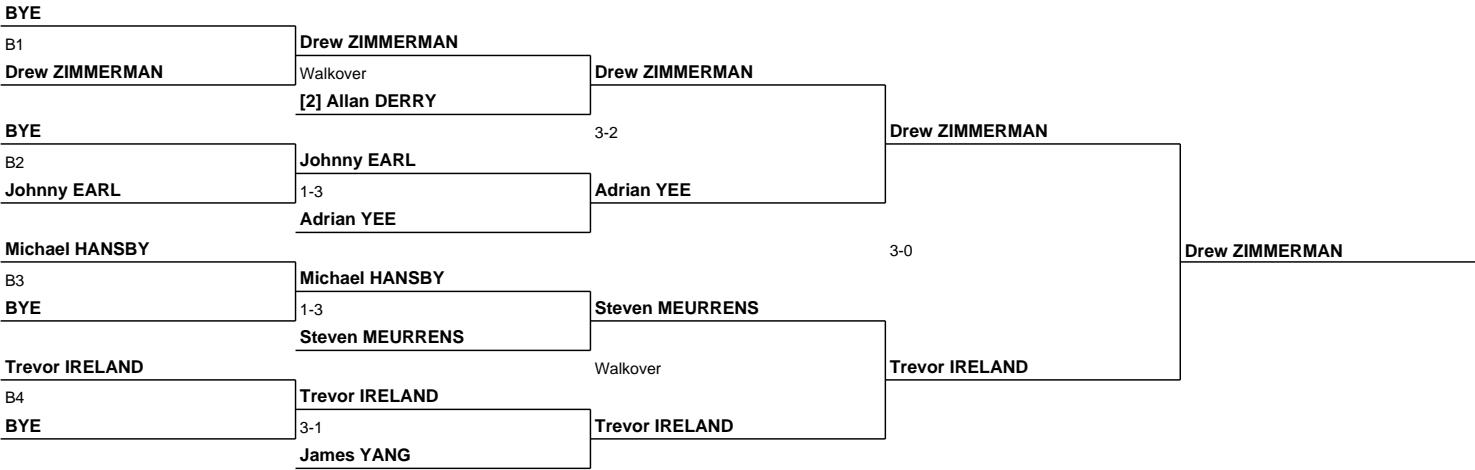 BYE
B1
Drew ZIMMERMAN
Drew ZIMMERMAN
Walkover
Drew ZIMMERMAN
[2] Allan DERRY
BYE
3-2
Drew ZIMMERMAN
B2
Johnny EARL
Johnny EARL
1-3
Adrian YEE
Adrian YEE
Michael HANSBY
3-0
Drew ZIMMERMAN
B3
Michael HANSBY
BYE
1-3
Steven MEURRENS
Steven MEURRENS
Trevor IRELAND
Walkover
Trevor IRELAND
B4
Trevor IRELAND
BYE
3-1
Trevor IRELAND
James YANG